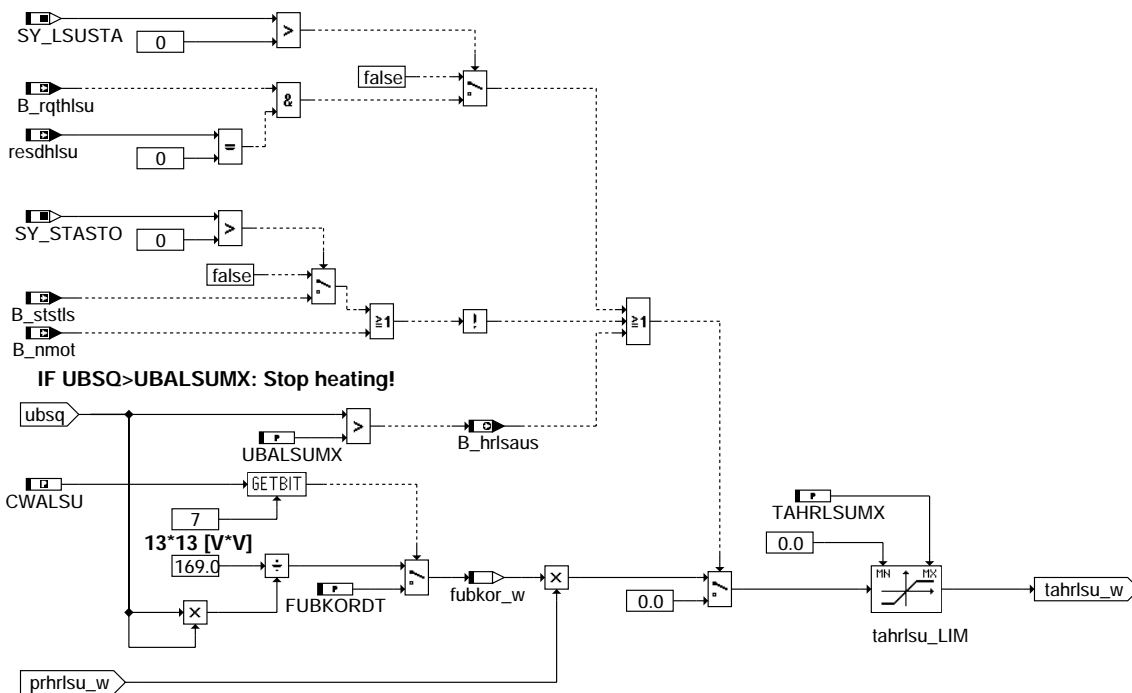 SY_LSUSTA
0
>
false
B_rqthlsu
&
resdhlsu
0
=
SY_STASTO
0
>
false
B_ststls
≥1
!
≥1
B_nmot
IF UBSQ>UBALSUMX: Stop heating!
ubsq
>
UBALSUMX
B_hrlsaus
CWALSU
GETBIT
7
P
TAHRLSUMX
13*13 [V*V]
0.0
169.0
÷
P
FUBKORDT
fubkor_w
×
0.0
MN MX
tahrlsu_w
×
tahrlsu_LIM
prhrlsu_w